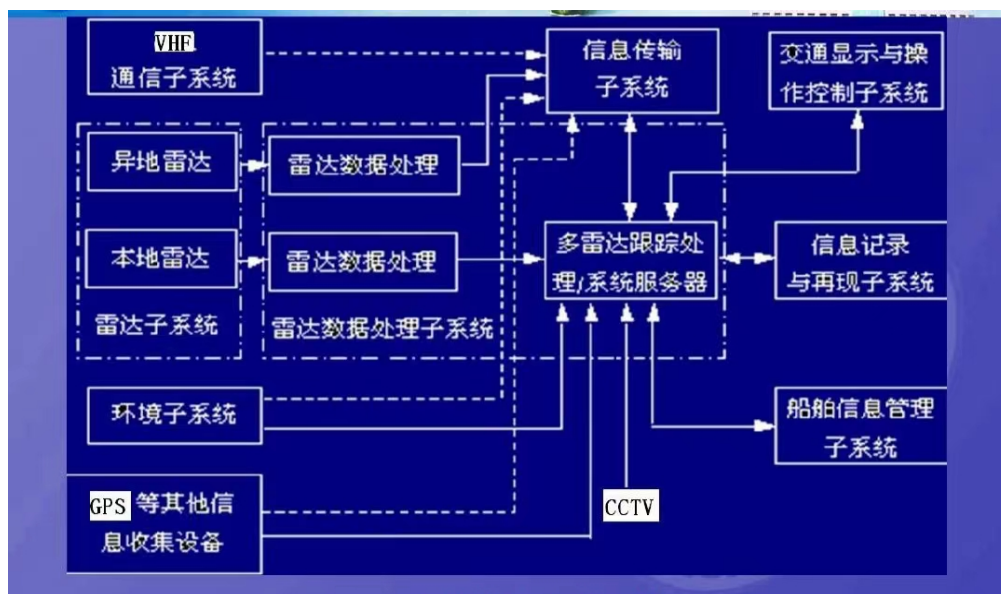 VHF
通信子系统
信息传输
子系统
交通显示与操
作控制子系统
异地雷达
雷达数据处理
本地雷达
雷达数据处理
多雷达跟踪处
理/系统服务器
信息记录
与再现子系统
雷达子系统
雷达数据处理子系统
环境子系统
船舶信息管理
子系统
GPS 等其他信
息收集设备
CCTV